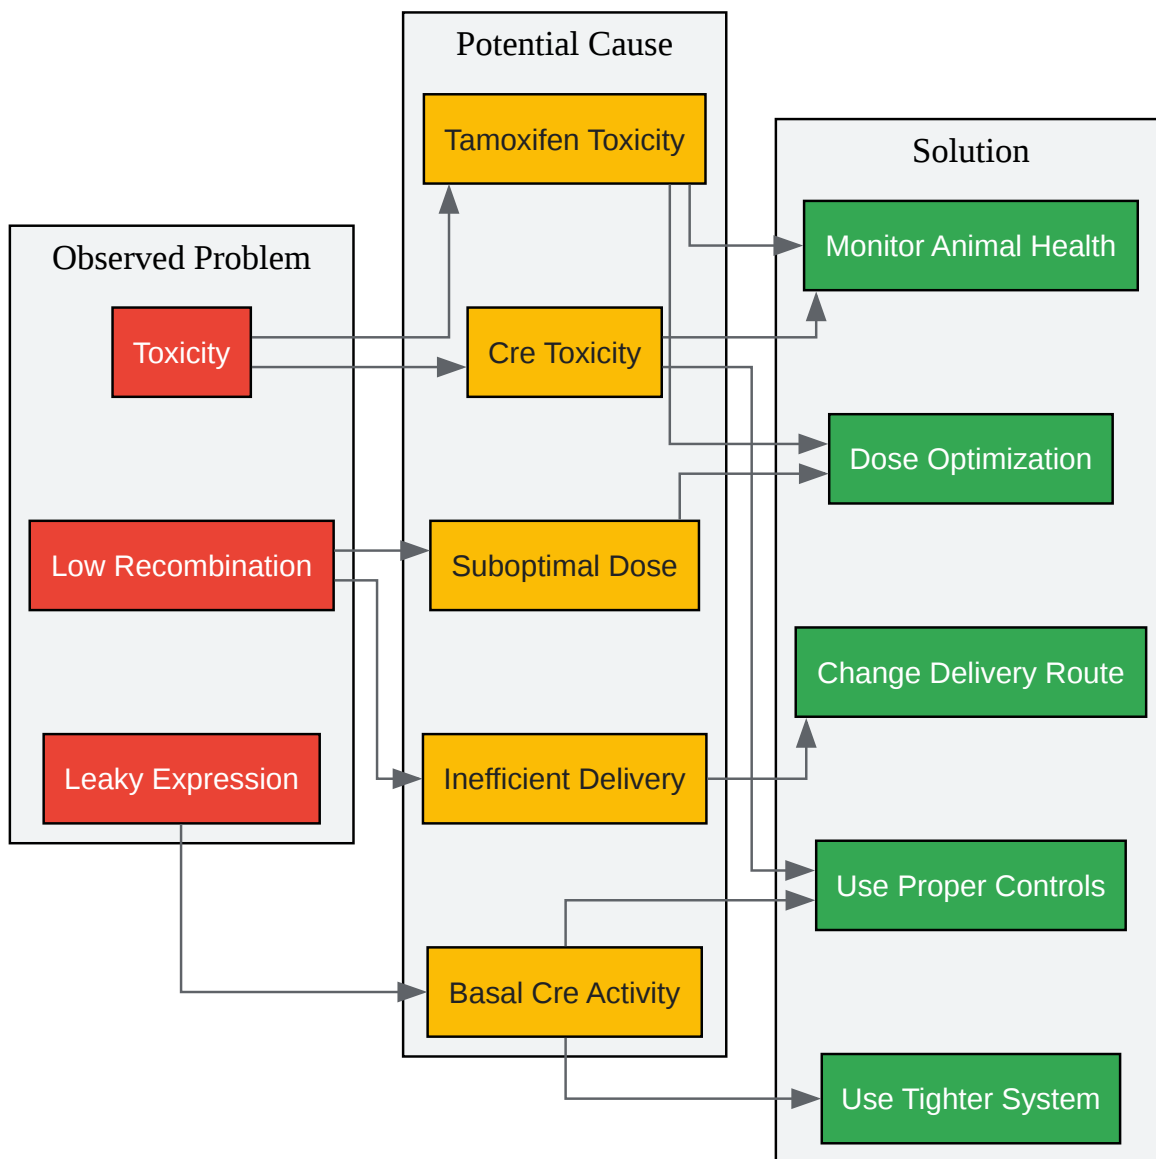 Observed Problem
Toxicity
Low Recombination
Leaky Expression
Potential Cause
Tamoxifen Toxicity
Cre Toxicity
Suboptimal Dose
Inefficient Delivery
Basal Cre Activity
Solution
Monitor Animal Health
Dose Optimization
Change Delivery Route
Use Proper Controls
Use Tighter System